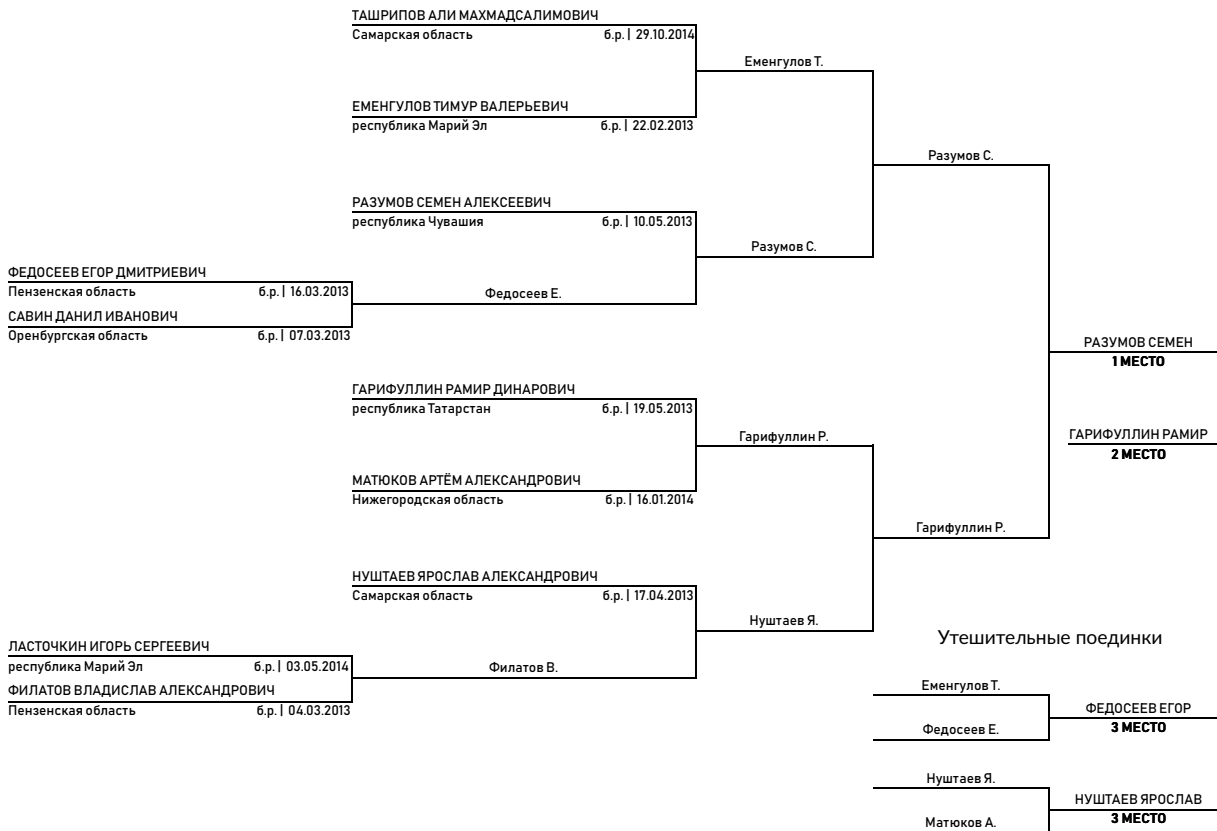 ТАШРИПОВ АЛИ МАХМАДСАЛИМОВИЧ
Самарская область б.р. | 29.10.2014
Еменгулов Т.
ЕМЕНГУЛОВ ТИМУР ВАЛЕРЬЕВИЧ
республика Марий Эл б.р. | 22.02.2013
Разумов С.
РАЗУМОВ СЕМЕН АЛЕКСЕЕВИЧ
республика Чувашия б.р. | 10.05.2013
Разумов С.
ФЕДОСЕЕВ ЕГОР ДМИТРИЕВИЧ
Пензенская область б.р. | 16.03.2013
Федосеев Е.
САВИН ДАНИЛ ИВАНОВИЧ
Оренбургская область б.р. | 07.03.2013
РАЗУМОВ СЕМЕН
1 МЕСТО
ГАРИФУЛЛИН РАМИР ДИНАРОВИЧ
республика Татарстан б.р. | 19.05.2013
Гарифуллин Р.
ГАРИФУЛЛИН РАМИР
2 МЕСТО
МАТЮКОВ АРТЁМ АЛЕКСАНДРОВИЧ
Нижегородская область б.р. | 16.01.2014
Гарифуллин Р.
НУШТАЕВ ЯРОСЛАВ АЛЕКСАНДРОВИЧ
Самарская область б.р. | 17.04.2013
Нуштаев Я.
Утешительные поединки
ЛАСТОЧКИН ИГОРЬ СЕРГЕЕВИЧ
республика Марий Эл б.р. | 03.05.2014
Филатов В.
ФИЛАТОВ ВЛАДИСЛАВ АЛЕКСАНДРОВИЧ
Пензенская область б.р. | 04.03.2013
Еменгулов Т.
ФЕДОСЕЕВ ЕГОР
3 МЕСТО
Федосеев Е.
Нуштаев Я.
НУШТАЕВ ЯРОСЛАВ
3 МЕСТО
Матюков А.